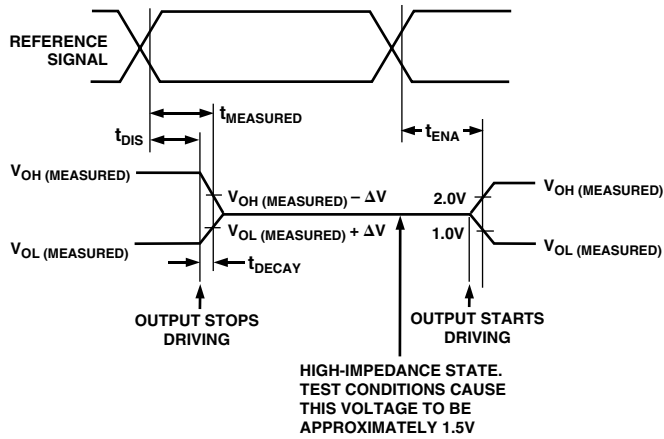 REFERENCE
SIGNAL
tMEASURED
tDIS
tENA
VOH (MEASURED)
VOH (MEASURED) – ΔV
2.0V
VOH (MEASURED)
VOL (MEASURED)
VOL (MEASURED) + ΔV
1.0V
VOL (MEASURED)
tDECAY
OUTPUT STOPS
DRIVING
OUTPUT STARTS
DRIVING
HIGH-IMPEDANCE STATE.
TEST CONDITIONS CAUSE
THIS VOLTAGE TO BE
APPROXIMATELY 1.5V